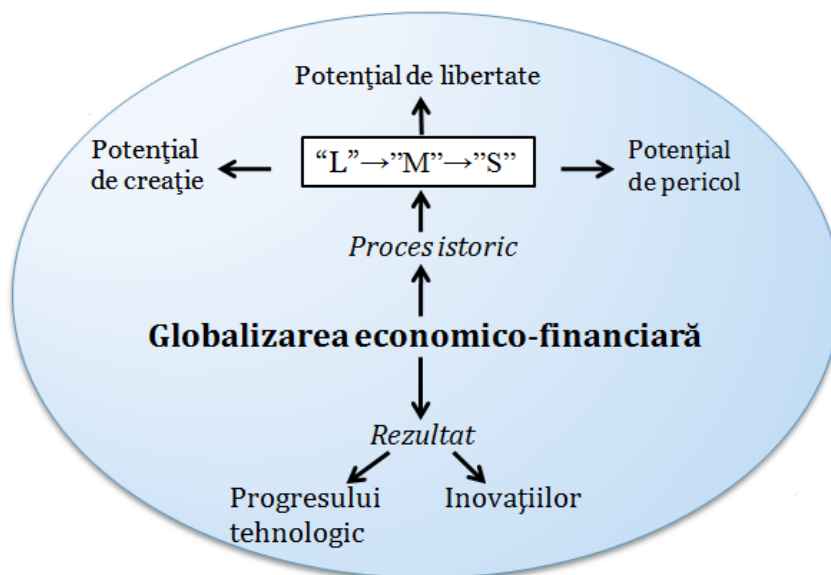 Potenţial de libertate
“L”→”M”→”S”
Potenţial
de creaţie
Potenţial
de pericol
Proces istoric
Globalizarea economico-financiară
Rezultat
Progresului
tehnologic
Inovaţiilor